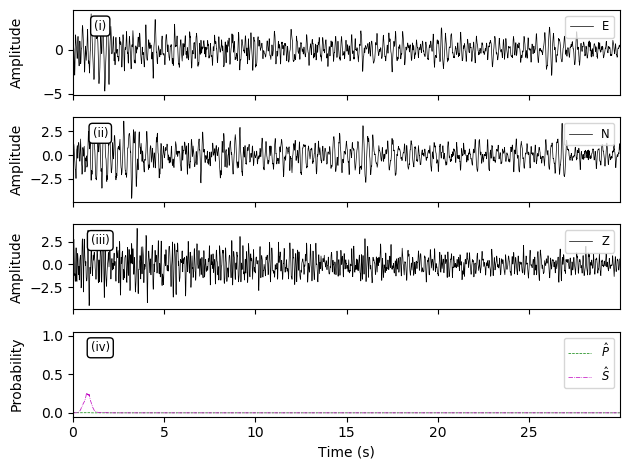 (i)
E
Amplitude
0
−5
(ii)
N
Amplitude
2.5
0.0
−2.5
(iii)
Z
Amplitude
2.5
0.0
−2.5
(iv)
P̂
Ŝ
Probability
1.0
0.5
0.0
0 5 10 15 20 25
Time (s)